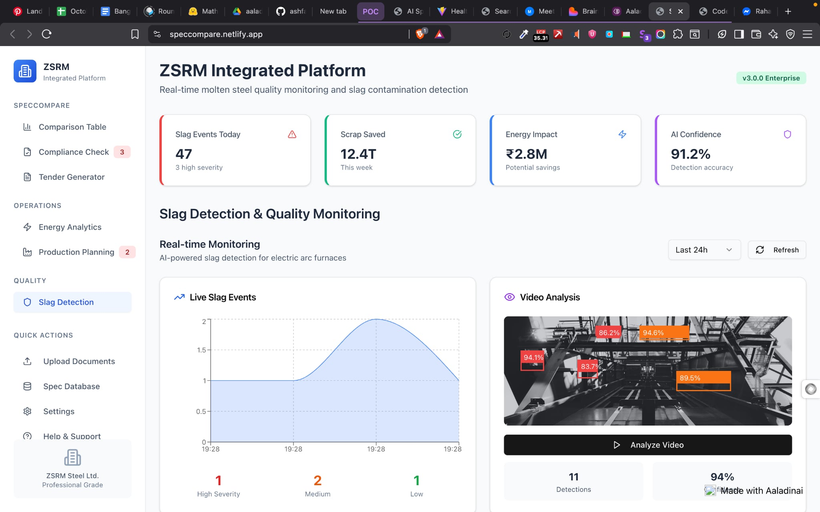 Land
Octo
Bang
Rour
Math
aalac
ashfa
New tab
POC
AI Sp
Healt
Sear
Meet
Brain
Aala
S
Code
Raha
speccompare.netlify.app
35.31
3
ZSRM
Integrated Platform
SPECCOMPARE
Comparison Table
Compliance Check 3
Tender Generator
OPERATIONS
Energy Analytics
Production Planning 2
QUALITY
Slag Detection
QUICK ACTIONS
Upload Documents
Spec Database
Settings
Help & Support
ZSRM Steel Ltd.
Professional Grade
ZSRM Integrated Platform
Real-time molten steel quality monitoring and slag contamination detection
v3.0.0 Enterprise
Slag Events Today
47
3 high severity
Scrap Saved
12.4T
This week
Energy Impact
₹2.8M
Potential savings
AI Confidence
91.2%
Detection accuracy
Slag Detection & Quality Monitoring
Real-time Monitoring
AI-powered slag detection for electric arc furnaces
Last 24h
Refresh
Live Slag Events
2
1.5
1
0.5
0
19:28 19:28 19:28 19:28
1
High Severity
2
Medium
1
Low
Video Analysis
86.2% 94.6%
94.1%
83.7%
89.5%
Analyze Video
11
Detections
94%
Made with Aaladinai